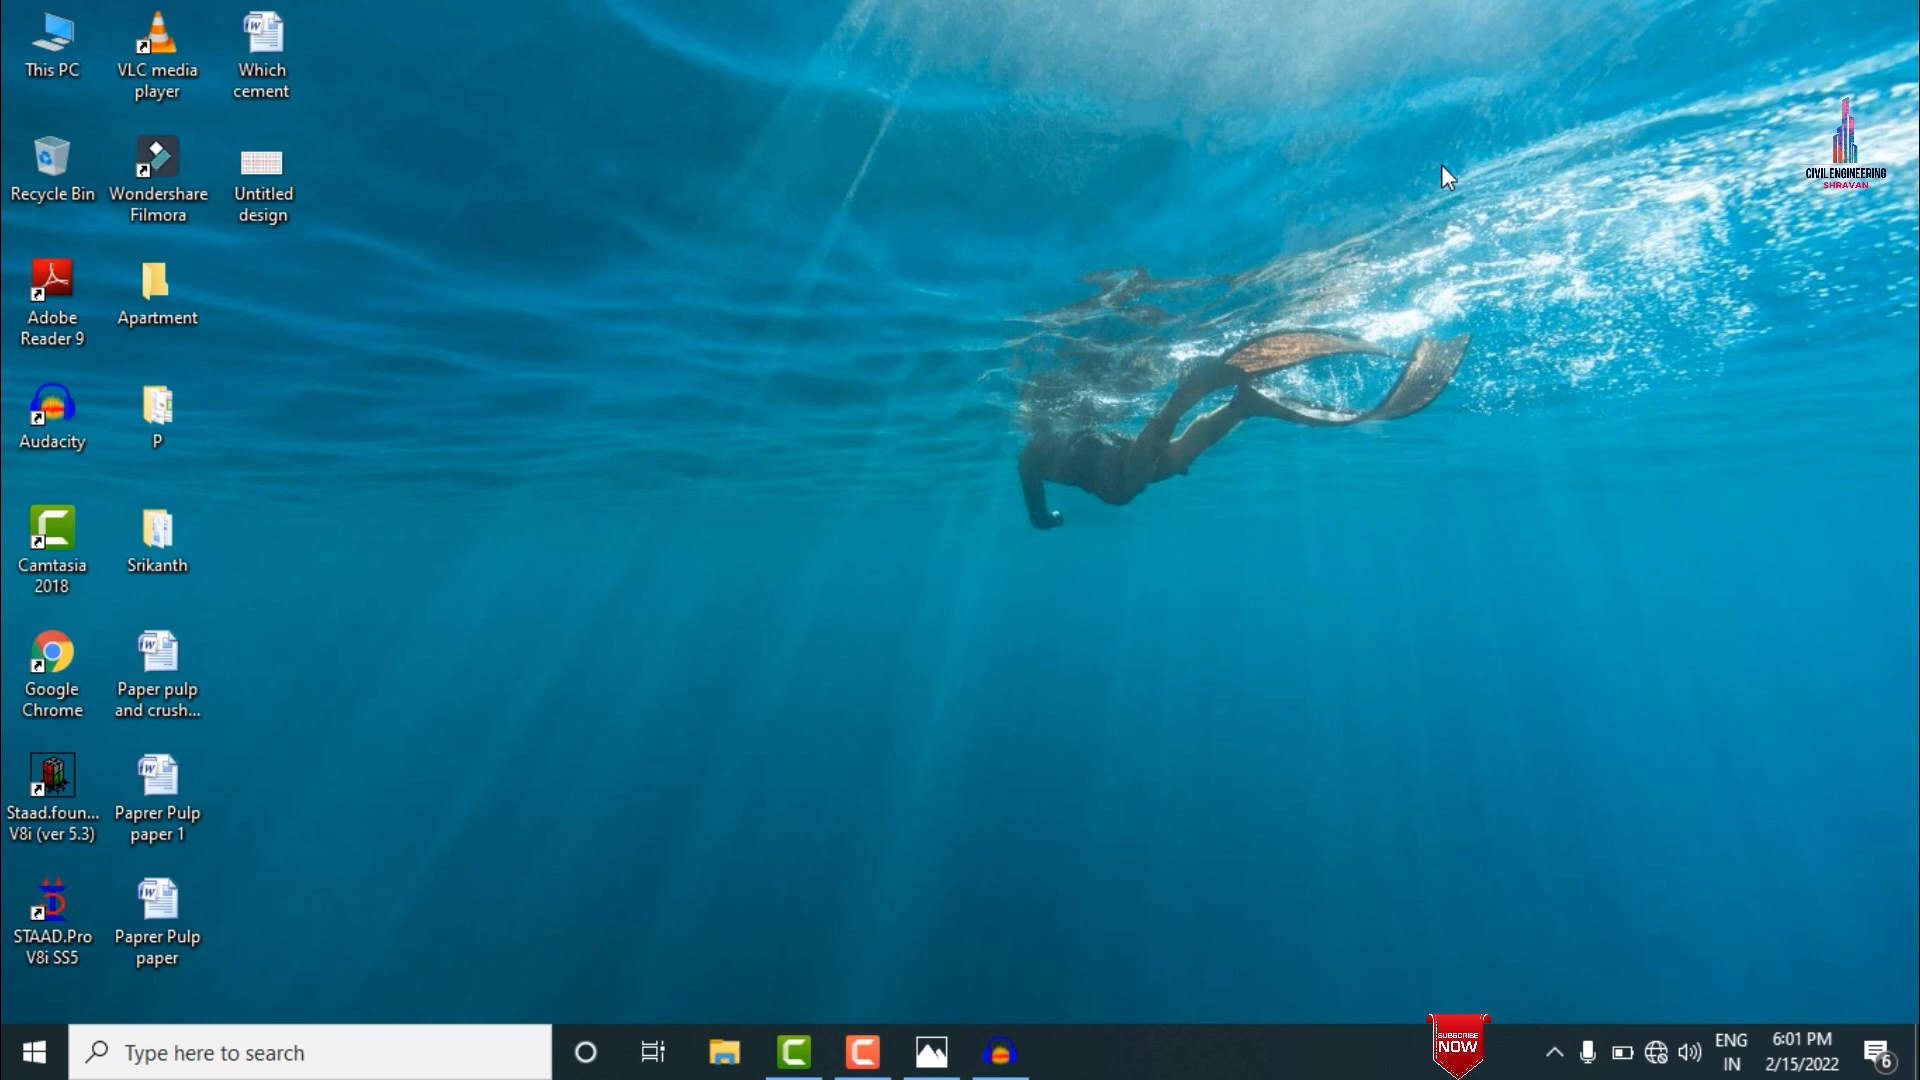 This PC
VLC media
player
Which
cement
Recycle Bin
Wondershare
Filmora
Untitled
design
Adobe
Reader 9
Apartment
Audacity
P
Camtasia
2018
Srikanth
Google
Chrome
Paper pulp
and crush...
Staad.foun...
V8i (ver 5.3)
Paprer Pulp
paper 1
STAAD.Pro
V8i SS5
Paprer Pulp
paper
CIVIL ENGINEERING
SHRAVAN
Type here to search
SUBSCRIBE
NOW
ENG
IN
6:01 PM
2/15/2022
6